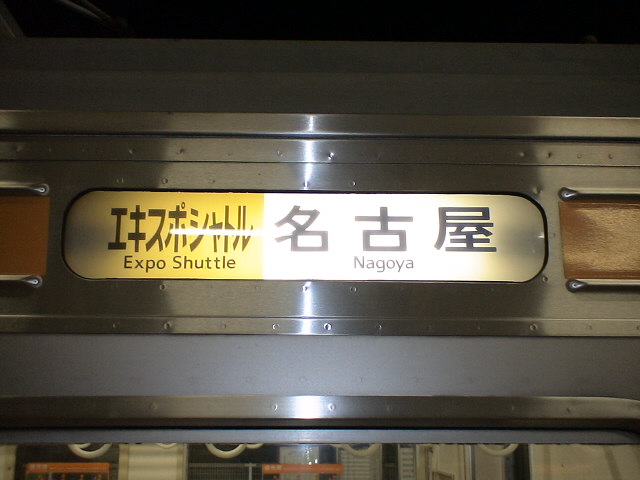 エキスポシャトル
Expo Shuttle
名古屋
Nagoya